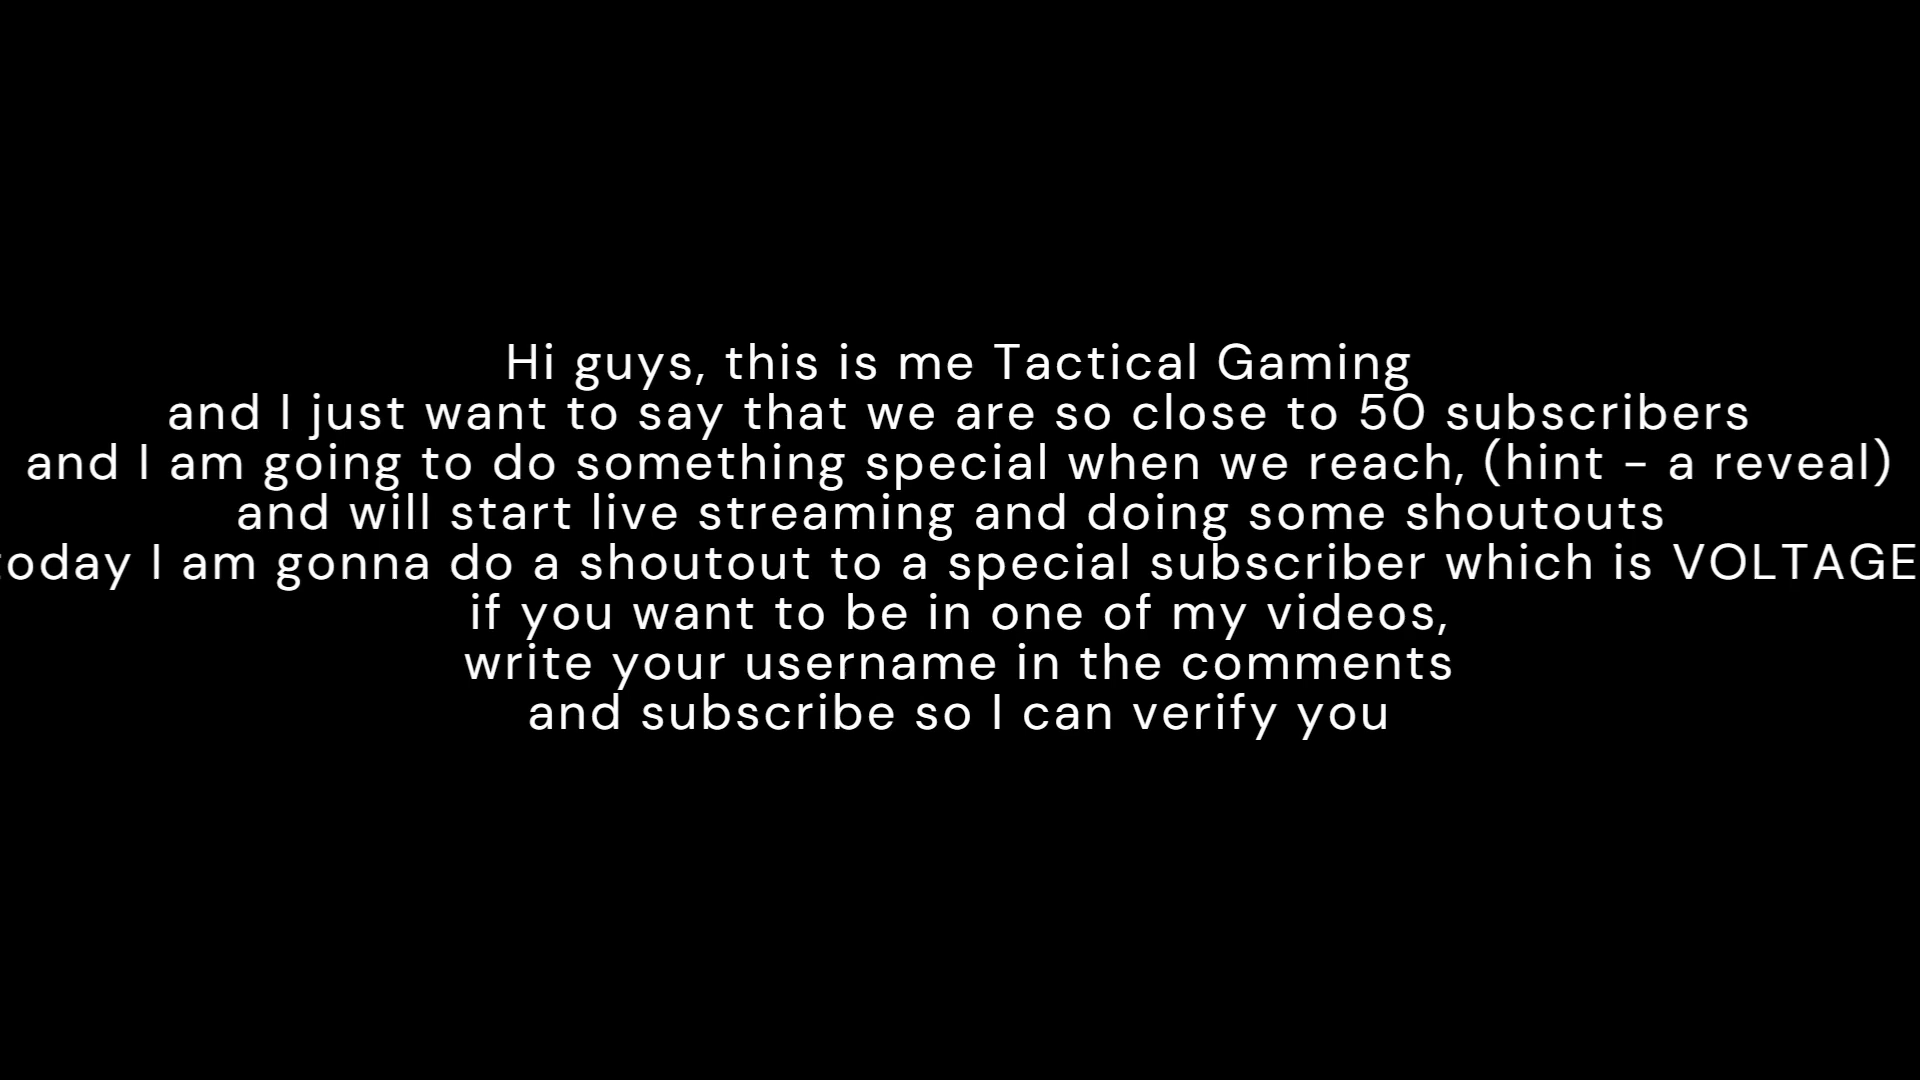 Hi guys, this is me Tactical Gaming
and I just want to say that we are so close to 50 subscribers
and I am going to do something special when we reach, (hint - a reveal)
and will start live streaming and doing some shoutouts
today I am gonna do a shoutout to a special subscriber which is VOLTAGE
if you want to be in one of my videos,
write your username in the comments
and subscribe so I can verify you